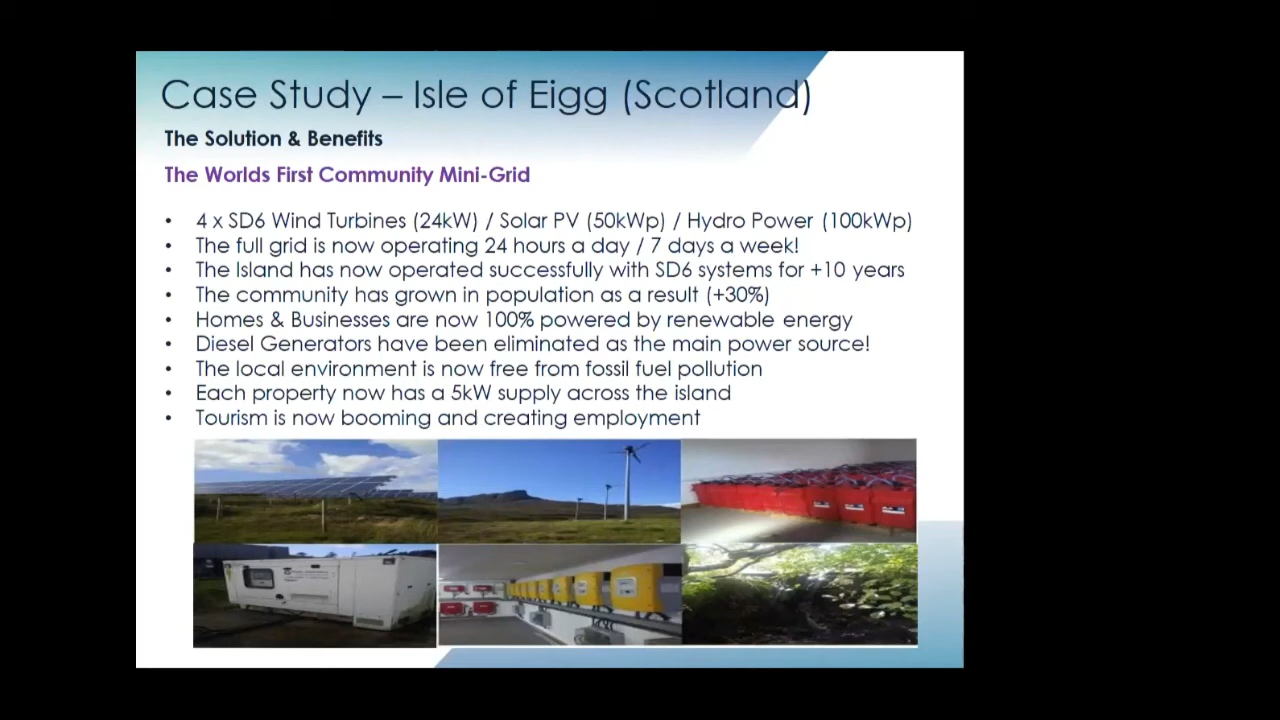 Case Study – Isle of Eigg (Scotland)
The Solution & Benefits
The Worlds First Community Mini-Grid
• 4 x SD6 Wind Turbines (24kW) / Solar PV (50kWp) / Hydro Power (100kWp)
• The full grid is now operating 24 hours a day / 7 days a week!
• The Island has now operated successfully with SD6 systems for +10 years
• The community has grown in population as a result (+30%)
• Homes & Businesses are now 100% powered by renewable energy
• Diesel Generators have been eliminated as the main power source!
• The local environment is now free from fossil fuel pollution
• Each property now has a 5kW supply across the island
• Tourism is now booming and creating employment